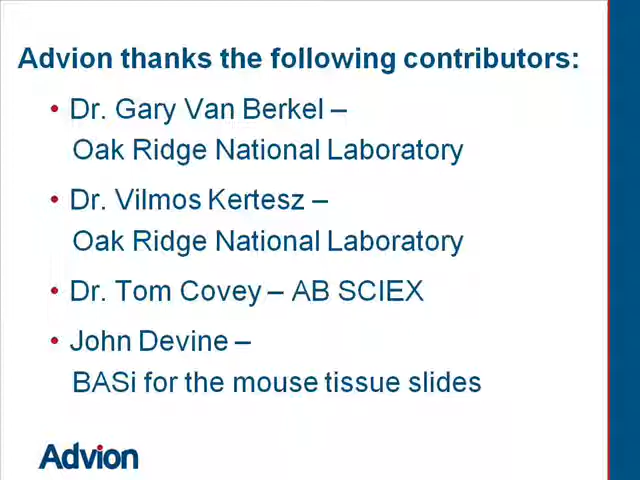 Advion thanks the following contributors:
• Dr. Gary Van Berkel –
Oak Ridge National Laboratory
• Dr. Vilmos Kertesz –
Oak Ridge National Laboratory
• Dr. Tom Covey – AB SCIEX
• John Devine –
BASi for the mouse tissue slides
Advion